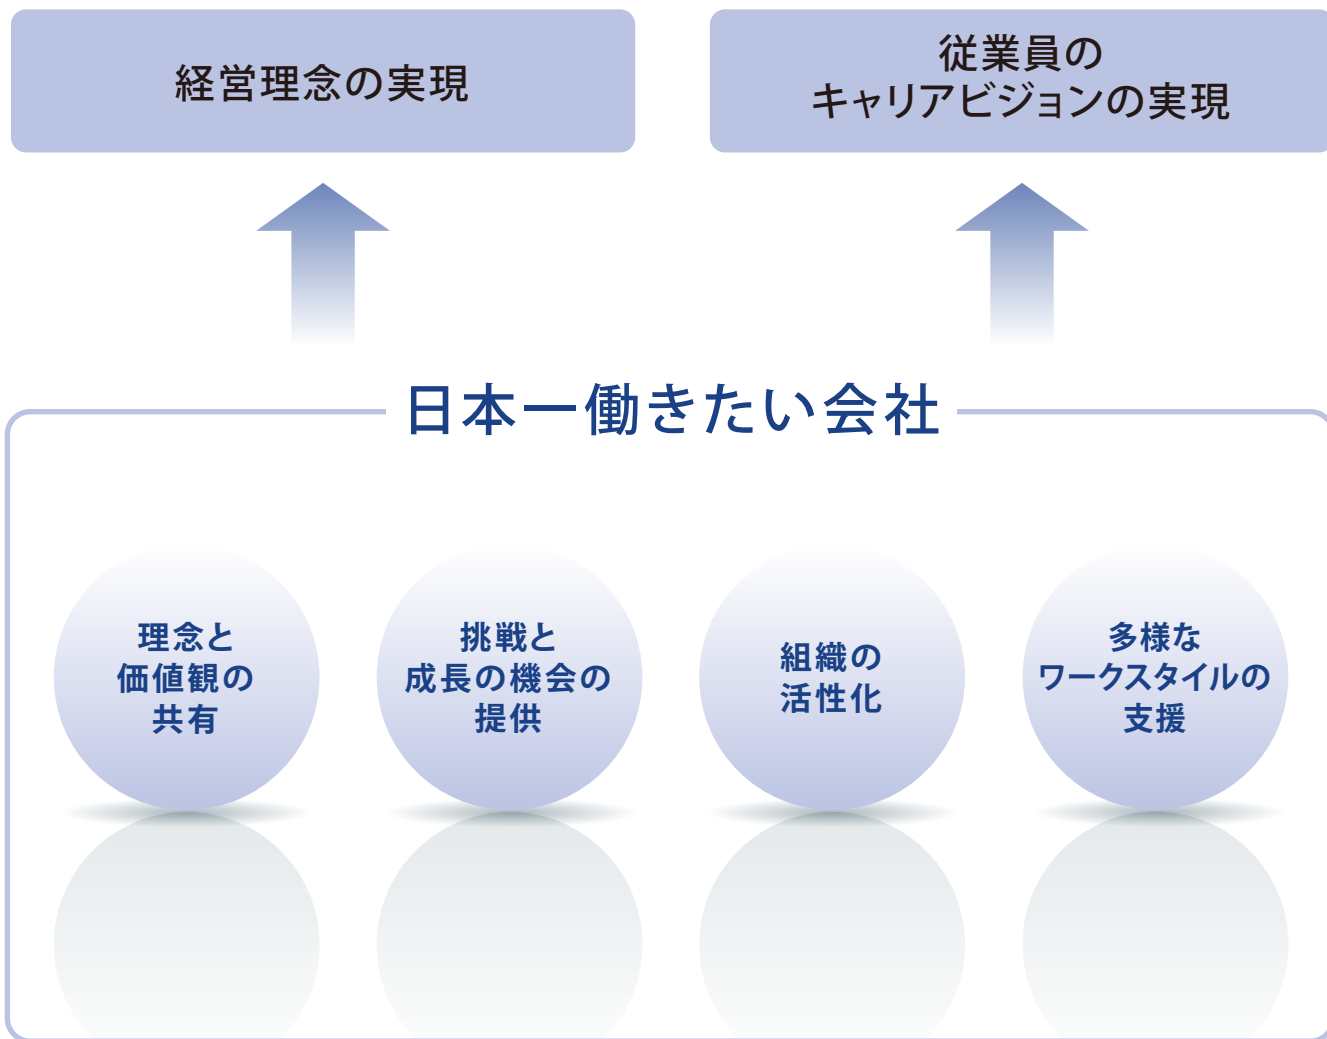 経営理念の実現
従業員の
キャリアビジョンの実現
日本一働きたい会社
理念と
価値観の
共有
挑戦と
成長の機会の
提供
組織の
活性化
多様な
ワークスタイルの
支援